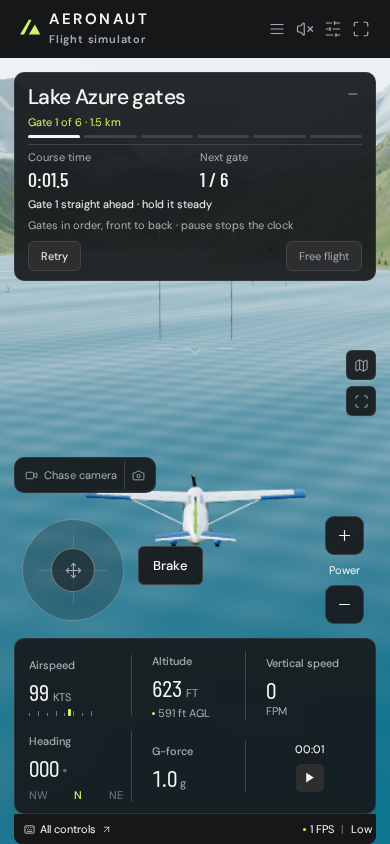 AERONAUT
Flight simulator
Lake Azure gates
Gate 1 of 6 · 1.5 km
Course time
Next gate
0:01.5
1 / 6
Gate 1 straight ahead · hold it steady
Gates in order, front to back · pause stops the clock
Retry
Free flight
Chase camera
Brake
Power
Airspeed
99 KTS
Altitude
623 FT
591 ft AGL
Vertical speed
0
FPM
Heading
000 °
NW N NE
G-force
1.0 g
00:01
All controls
1 FPS | Low